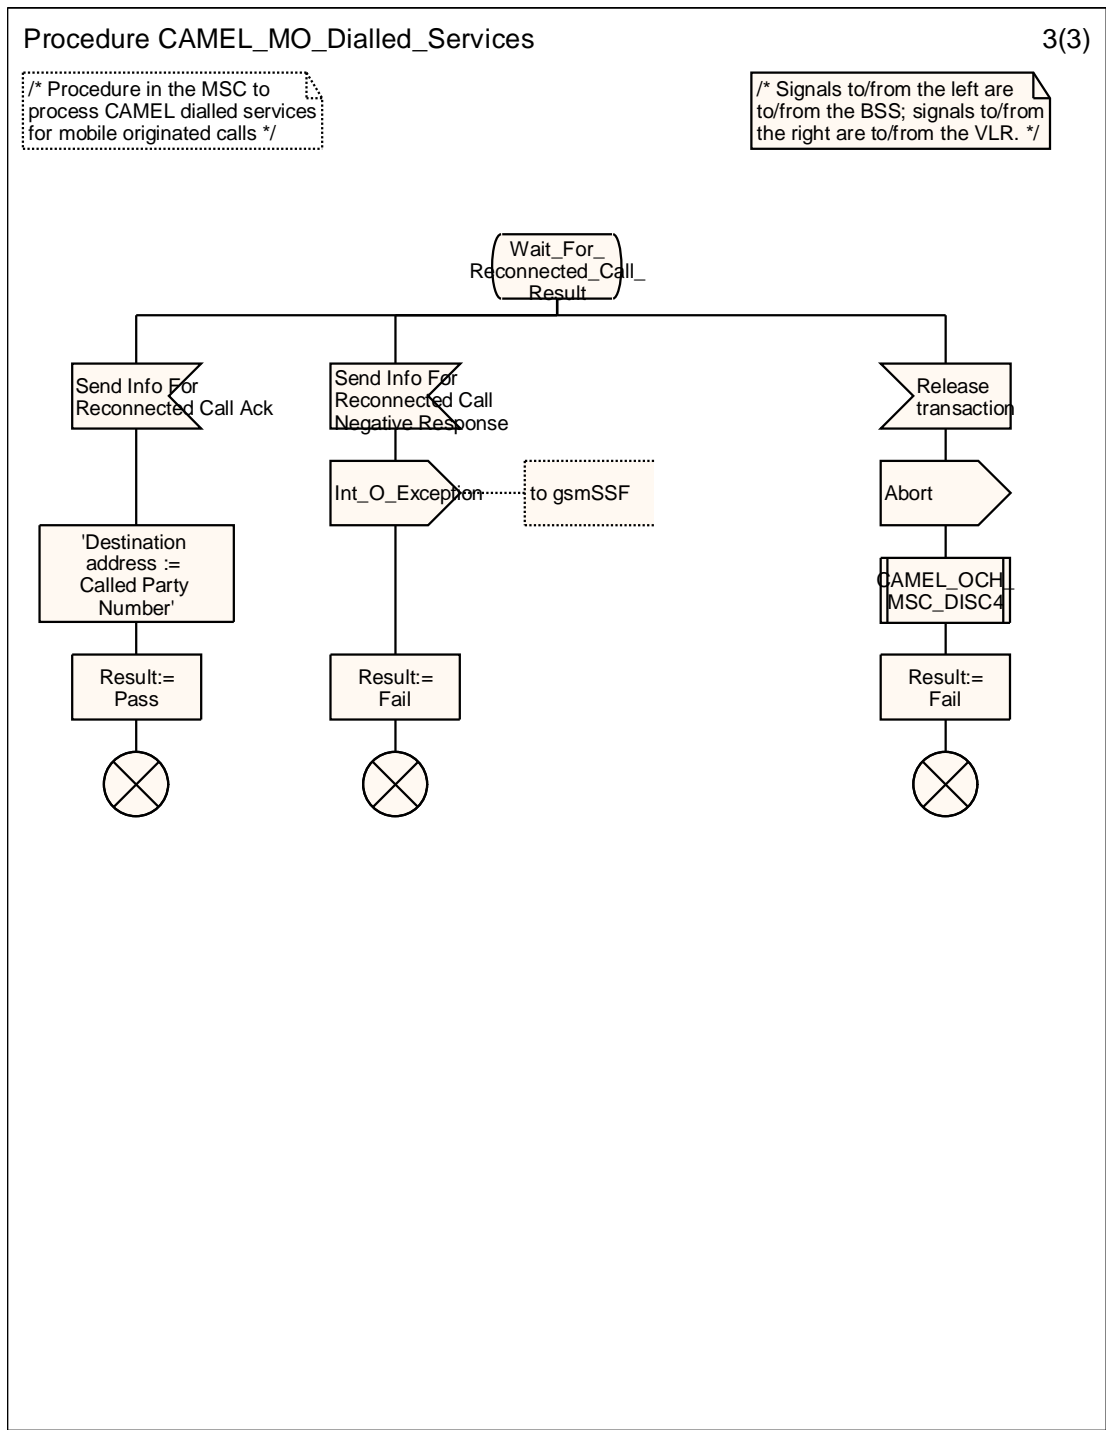 Procedure CAMEL_MO_Dialled_Services
3(3)
/* Procedure in the MSC to
process CAMEL dialled services
for mobile originated calls */
/* Signals to/from the left are
to/from the BSS; signals to/from
the right are to/from the VLR. */
Wait_For_
Reconnected_Call_
Result
Send Info For
Reconnected Call Ack
Send Info For
Reconnected Call
Negative Response
Release
transaction
Int_O_Exception
to gsmSSF
Abort
'Destination
address :=
Called Party
Number'
CAMEL_OCH_
MSC_DISC4
Result:=
Pass
Result:=
Fail
Result:=
Fail